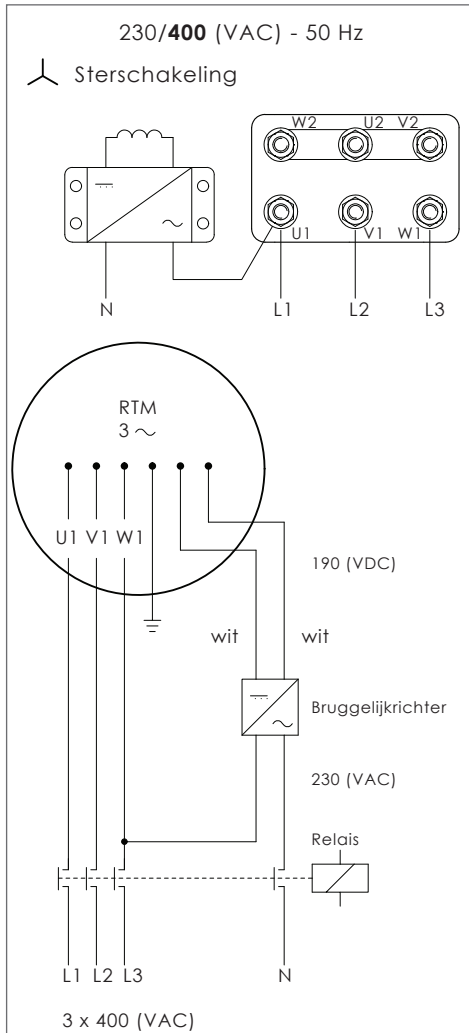 230/400 (VAC) - 50 Hz
Sterschakeling
W2 U2 V2
U1 V1 W1
N L1 L2 L3
RTM
3 ~
U1 V1 W1
190 (VDC)
wit wit
Bruggelijkrichter
230 (VAC)
Relais
L1 L2 L3 N
3 x 400 (VAC)